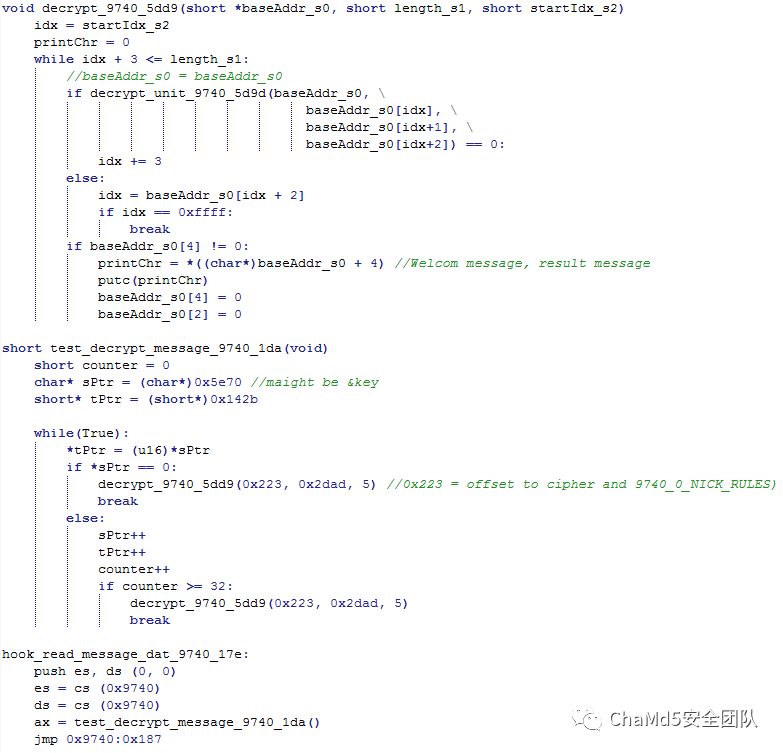 void decrypt_9740_5dd9(short *baseAddr_s0, short length_s1, short startIdx_s2)
    idx = startIdx_s2
    printChr = 0
    while idx + 3 <= length_s1:
        //baseAddr_s0 = baseAddr_s0
        if decrypt_unit_9740_5d9d(baseAddr_s0, \
                                      baseAddr_s0[idx], \
                                      baseAddr_s0[idx+1], \
                                      baseAddr_s0[idx+2]) == 0:
            idx += 3
        else:
            idx = baseAddr_s0[idx + 2]
            if idx == 0xffff:
                break
        if baseAddr_s0[4] != 0:
            printChr = *((char*)baseAddr_s0 + 4) //Welcom message, result message
            putc(printChr)
            baseAddr_s0[4] = 0
            baseAddr_s0[2] = 0
short test_decrypt_message_9740_1da(void)
    short counter = 0
    char* sPtr = (char*)0x5e70 //maight be &key
    short* tPtr = (short*)0x142b
    while(True):
        *tPtr = (u16)*sPtr
        if *sPtr == 0:
            decrypt_9740_5dd9(0x223, 0x2dad, 5) //0x223 = offset to cipher and 9740_0_NICK_RULES)
            break
        else:
            sPtr++
            tPtr++
            counter++
            if counter >= 32:
                decrypt_9740_5dd9(0x223, 0x2dad, 5)
                break
hook_read_message_dat_9740_17e:
    push es, ds (0, 0)
    es = cs (0x9740)
    ds = cs (0x9740)
    ax = test_decrypt_message_9740_1da()
    jmp 0x9740:0x187
ChaMd5安全团队